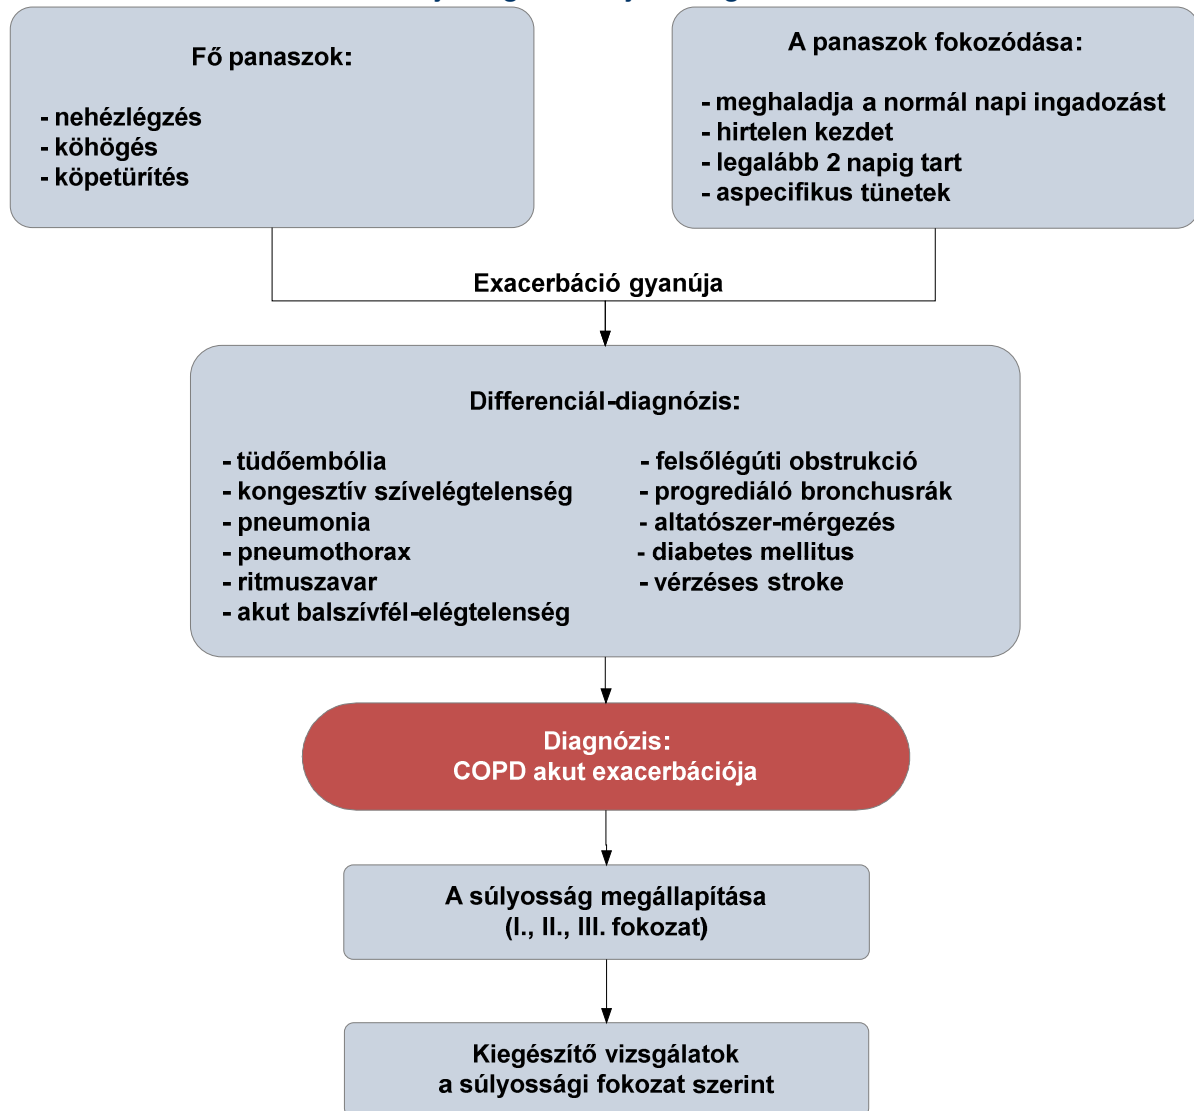 Fő panaszok:
- nehézlégzés
- köhögés
- köpetürítés
A panaszok fokozódása:
- meghaladja a normál napi ingadozást
- hirtelen kezdet
- legalább 2 napig tart
- aspecifikus tünetek
Exacerbáció gyanúja
Differenciál-diagnózis:
- tüdőembólia
- kongesztív szívelégtelenség
- pneumonia
- pneumothorax
- ritmuszavar
- akut balszívfél-elégtelenség
- felsőlégúti obstrukció
- progrediáló bronchusrák
- altatószer-mérgezés
- diabetes mellitus
- vérzéses stroke
Diagnózis:
COPD akut exacerbációja
A súlyosság megállapítása
(I., II., III. fokozat)
Kiegészítő vizsgálatok
a súlyossági fokozat szerint